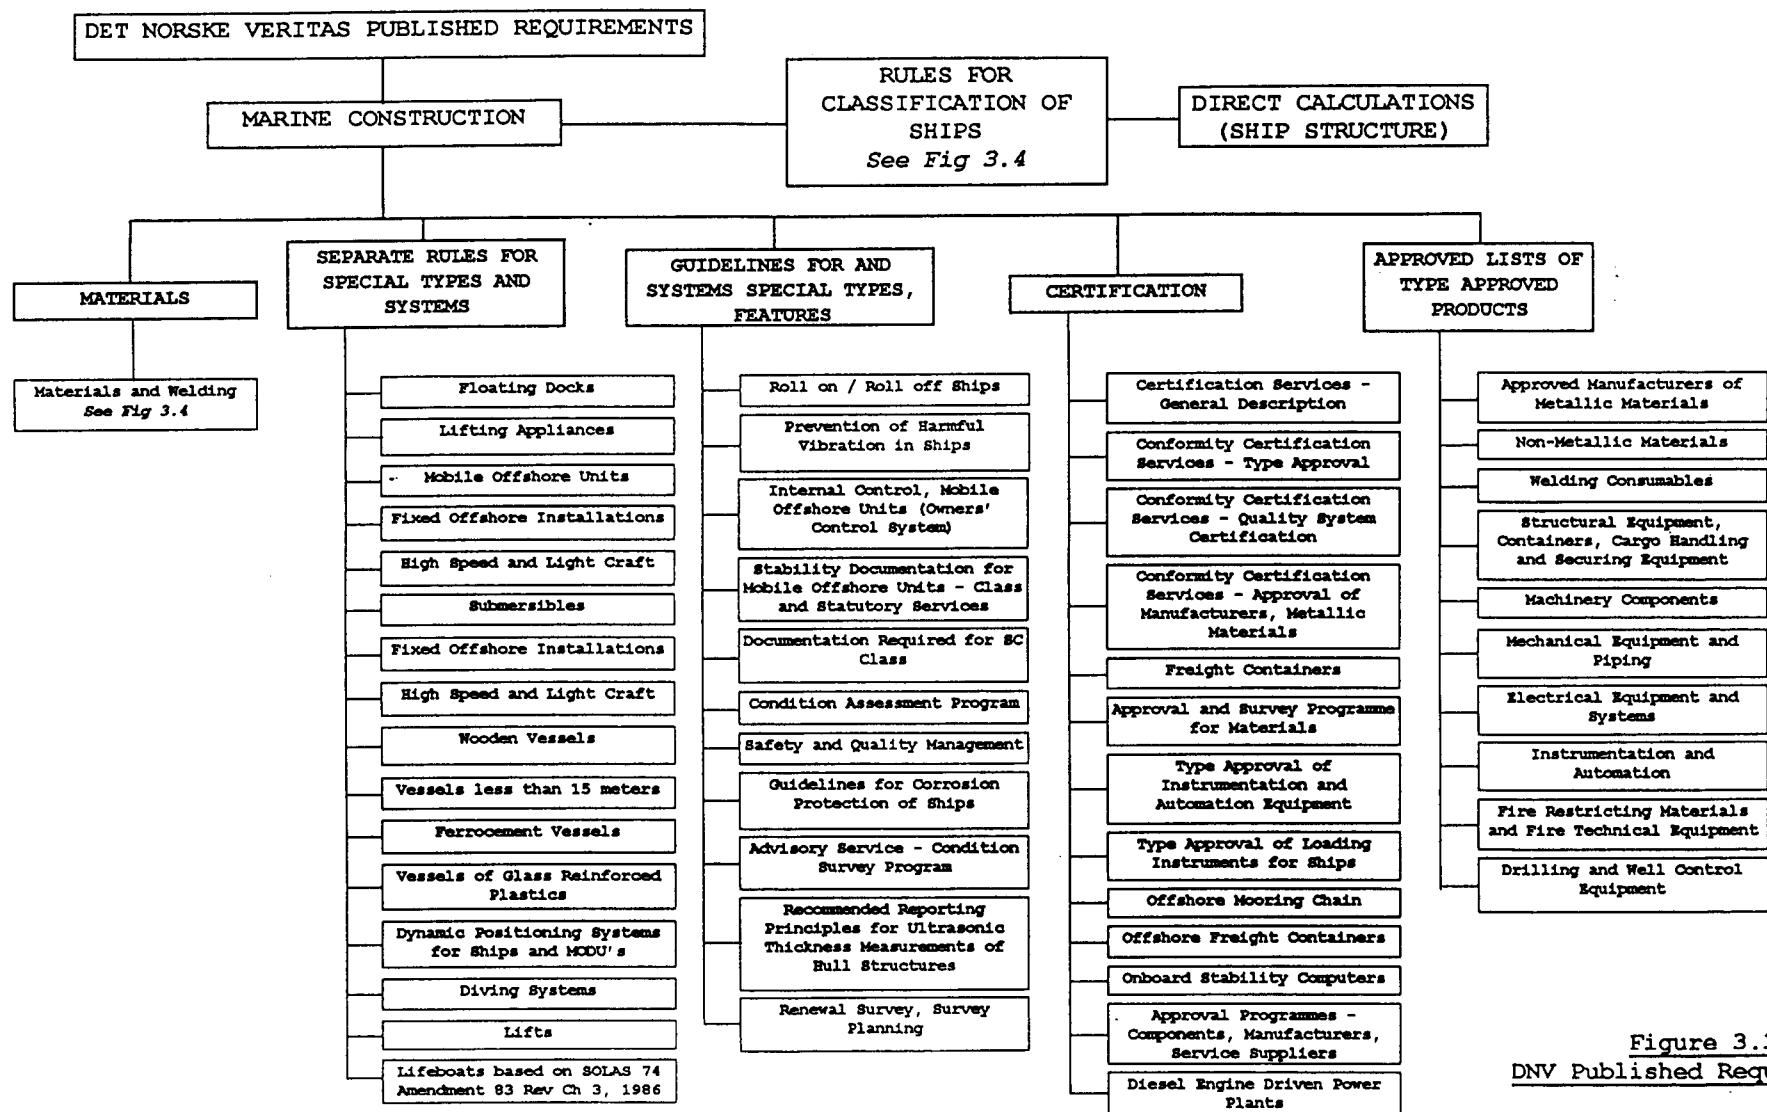 DET NORSKE VERITAS PUBLISHED REQUIREMENTS
MARINE CONSTRUCTION
RULES FOR
CLASSIFICATION OF
SHIPS
See Fig 3.4
DIRECT CALCULATIONS
(SHIP STRUCTURE)
MATERIALS
Materials and Welding
See Fig 3.4
SEPARATE RULES FOR
SPECIAL TYPES AND
SYSTEMS
Floating Docks
Lifting Appliances
Mobile Offshore Units
Fixed Offshore Installations
High Speed and Light Craft
Submersibles
Fixed Offshore Installations
High Speed and Light Craft
Wooden Vessels
Vessels less than 15 meters
Ferrocement Vessels
Vessels of Glass Reinforced
Plastics
Dynamic Positioning Systems
for Ships and MODU's
Diving Systems
Lifts
Lifeboats based on SOLAS 74
Amendment 83 Rev Ch 3, 1986
GUIDELINES FOR AND
SYSTEMS SPECIAL TYPES,
FEATURES
Roll on / Roll off Ships
Prevention of Harmful
Vibration in Ships
Internal Control, Mobile
Offshore Units (Owners'
Control System)
Stability Documentation for
Mobile Offshore Units - Class
and Statutory Services
Documentation Required for SC
Class
Condition Assessment Program
Safety and Quality Management
Guidelines for Corrosion
Protection of Ships
Advisory Service - Condition
Survey Program
Recommended Reporting
Principles for Ultrasonic
Thickness Measurements of
Hull Structures
Renewal Survey, Survey
Planning
CERTIFICATION
Certification Services -
General Description
Conformity Certification
Services - Type Approval
Conformity Certification
Services - Quality System
Certification
Conformity Certification
Services - Approval of
Manufacturers, Metallic
Materials
Freight Containers
Approval and Survey Programme
for Materials
Type Approval of
Instrumentation and
Automation Equipment
Type Approval of Loading
Instruments for Ships
Offshore Mooring Chain
Offshore Freight Containers
Onboard Stability Computers
Approval Programmes -
Components, Manufacturers,
Service Suppliers
Diesel Engine Driven Power
Plants
APPROVED LISTS OF
TYPE APPROVED
PRODUCTS
Approved Manufacturers of
Metallic Materials
Non-Metallic Materials
Welding Consumables
Structural Equipment,
Containers, Cargo Handling
and Securing Equipment
Machinery Components
Mechanical Equipment and
Piping
Electrical Equipment and
Systems
Instrumentation and
Automation
Fire Restricting Materials
and Fire Technical Equipment
Drilling and Well Control
Equipment
Figure
DNV Published